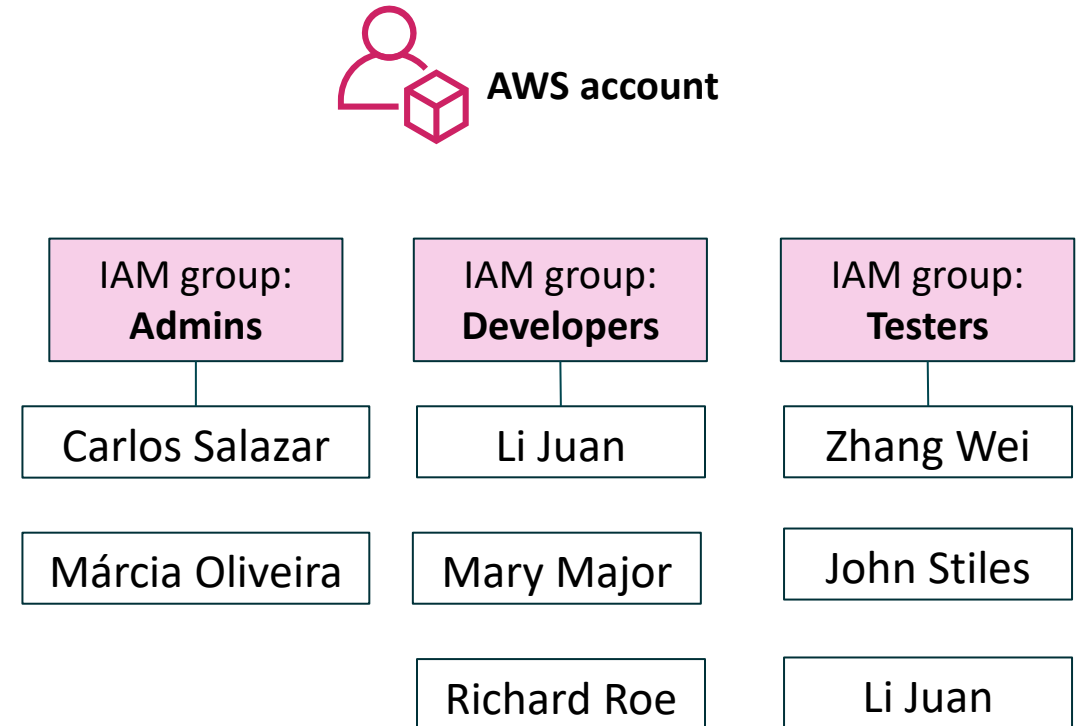 AWS account
IAM group:
Admins
IAM group:
Developers
IAM group:
Testers
Carlos Salazar
Li Juan
Zhang Wei
Márcia Oliveira
Mary Major
John Stiles
Richard Roe
Li Juan